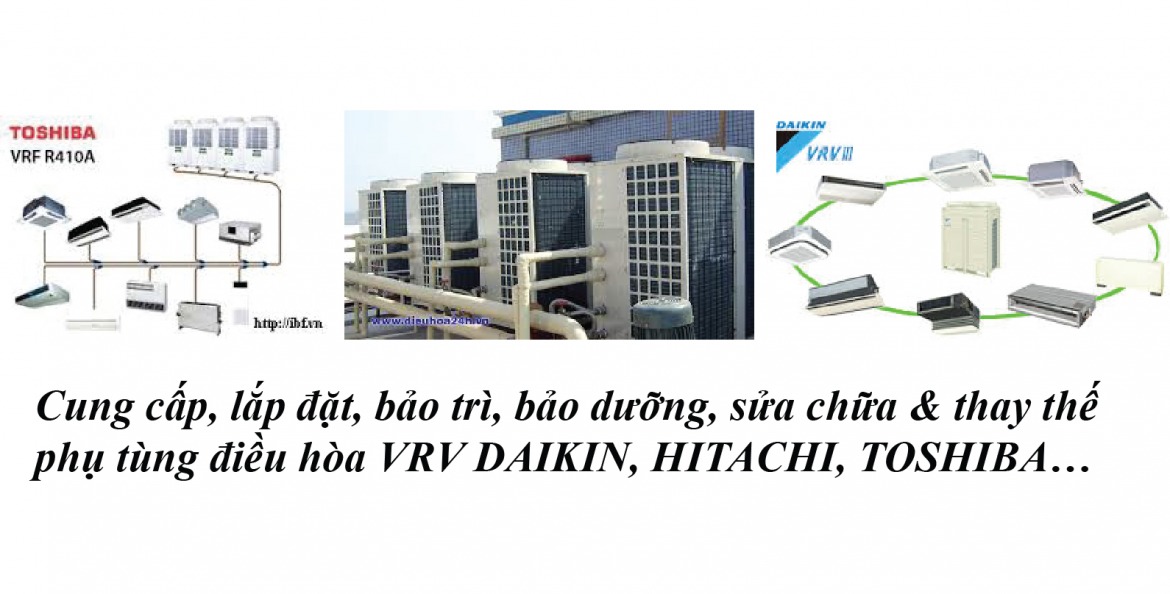 TOSHIBA
VRF R410A
http://ibf.vn
www.dieuhoa24h.vn
DAIKIN
VRV III
Cung cấp, lắp đặt, bảo trì, bảo dưỡng, sửa chữa & thay thế
phụ tùng điều hòa VRV DAIKIN, HITACHI, TOSHIBA…